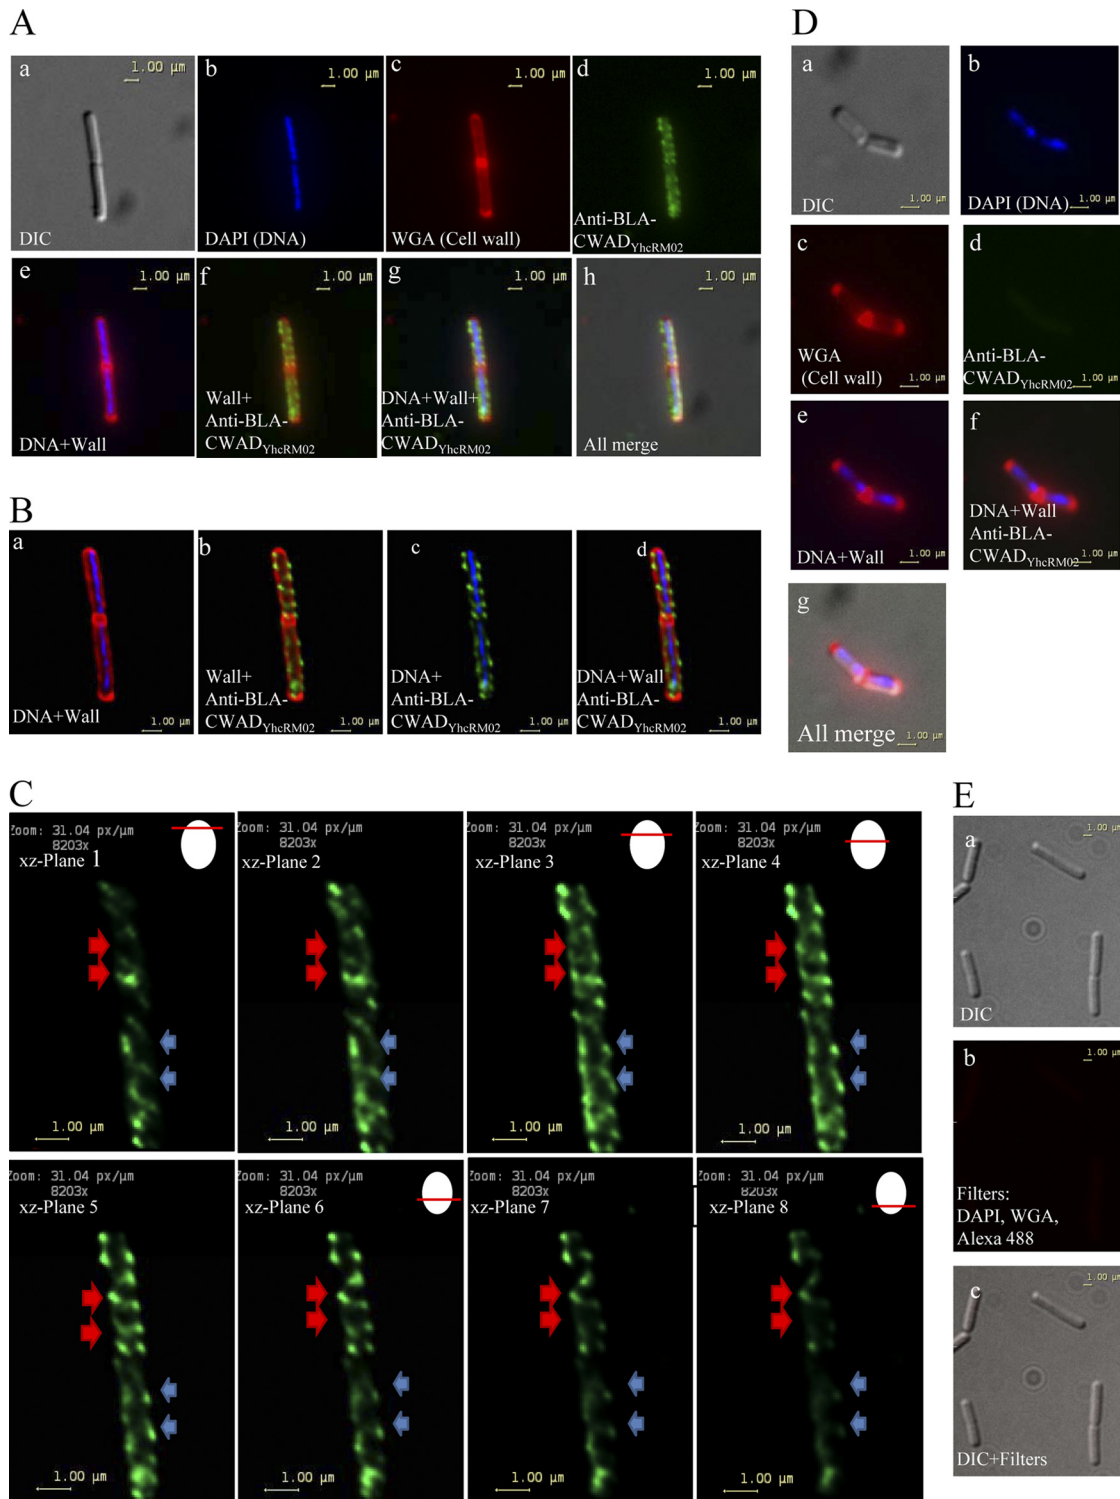 A
a
1.00 μm
DIC
b
1.00 μm
DAPI (DNA)
c
1.00 μm
WGA (Cell wall)
d
1.00 μm
Anti-BLA-
CWADYhcRM02
e
1.00 μm
DNA+Wall
f
1.00 μm
Wall+
Anti-BLA-
CWADYhcRM02
g
1.00 μm
DNA+Wall+
Anti-BLA-
CWADYhcRM02
h
1.00 μm
All merge
B
a
DNA+Wall
1.00 μm
b
Wall+
Anti-BLA-
CWADYhcRM02
1.00 μm
c
DNA+
Anti-BLA-
CWADYhcRM02
1.00 μm
d
DNA+Wall
Anti-BLA-
CWADYhcRM02
1.00 μm
C
Zoom: 31.04 px/μm
8203x
xz-Plane 1
1.00 μm
Zoom: 31.04 px/μm
8203x
xz-Plane 2
1.00 μm
Zoom: 31.04 px/μm
8203x
xz-Plane 3
1.00 μm
Zoom: 31.04 px/μm
8203x
xz-Plane 4
1.00 μm
Zoom: 31.04 px/μm
8203x
xz-Plane 5
1.00 μm
Zoom: 31.04 px/μm
8203x
xz-Plane 6
1.00 μm
Zoom: 31.04 px/μm
8203x
xz-Plane 7
1.00 μm
Zoom: 31.04 px/μm
8203x
xz-Plane 8
1.00 μm
D
a
DIC
1.00 μm
b
DAPI (DNA)
1.00 μm
c
WGA
(Cell wall)
1.00 μm
d
Anti-BLA-
CWADYhcRM02
1.00 μm
e
DNA+Wall
1.00 μm
f
DNA+Wall
Anti-BLA-
CWADYhcRM02
1.00 μm
g
All merge
1.00 μm
E
a
1.00 μm
DIC
b
1.00 μm
Filters:
DAPI, WGA,
Alexa 488
c
1.00 μm
DIC+Filters